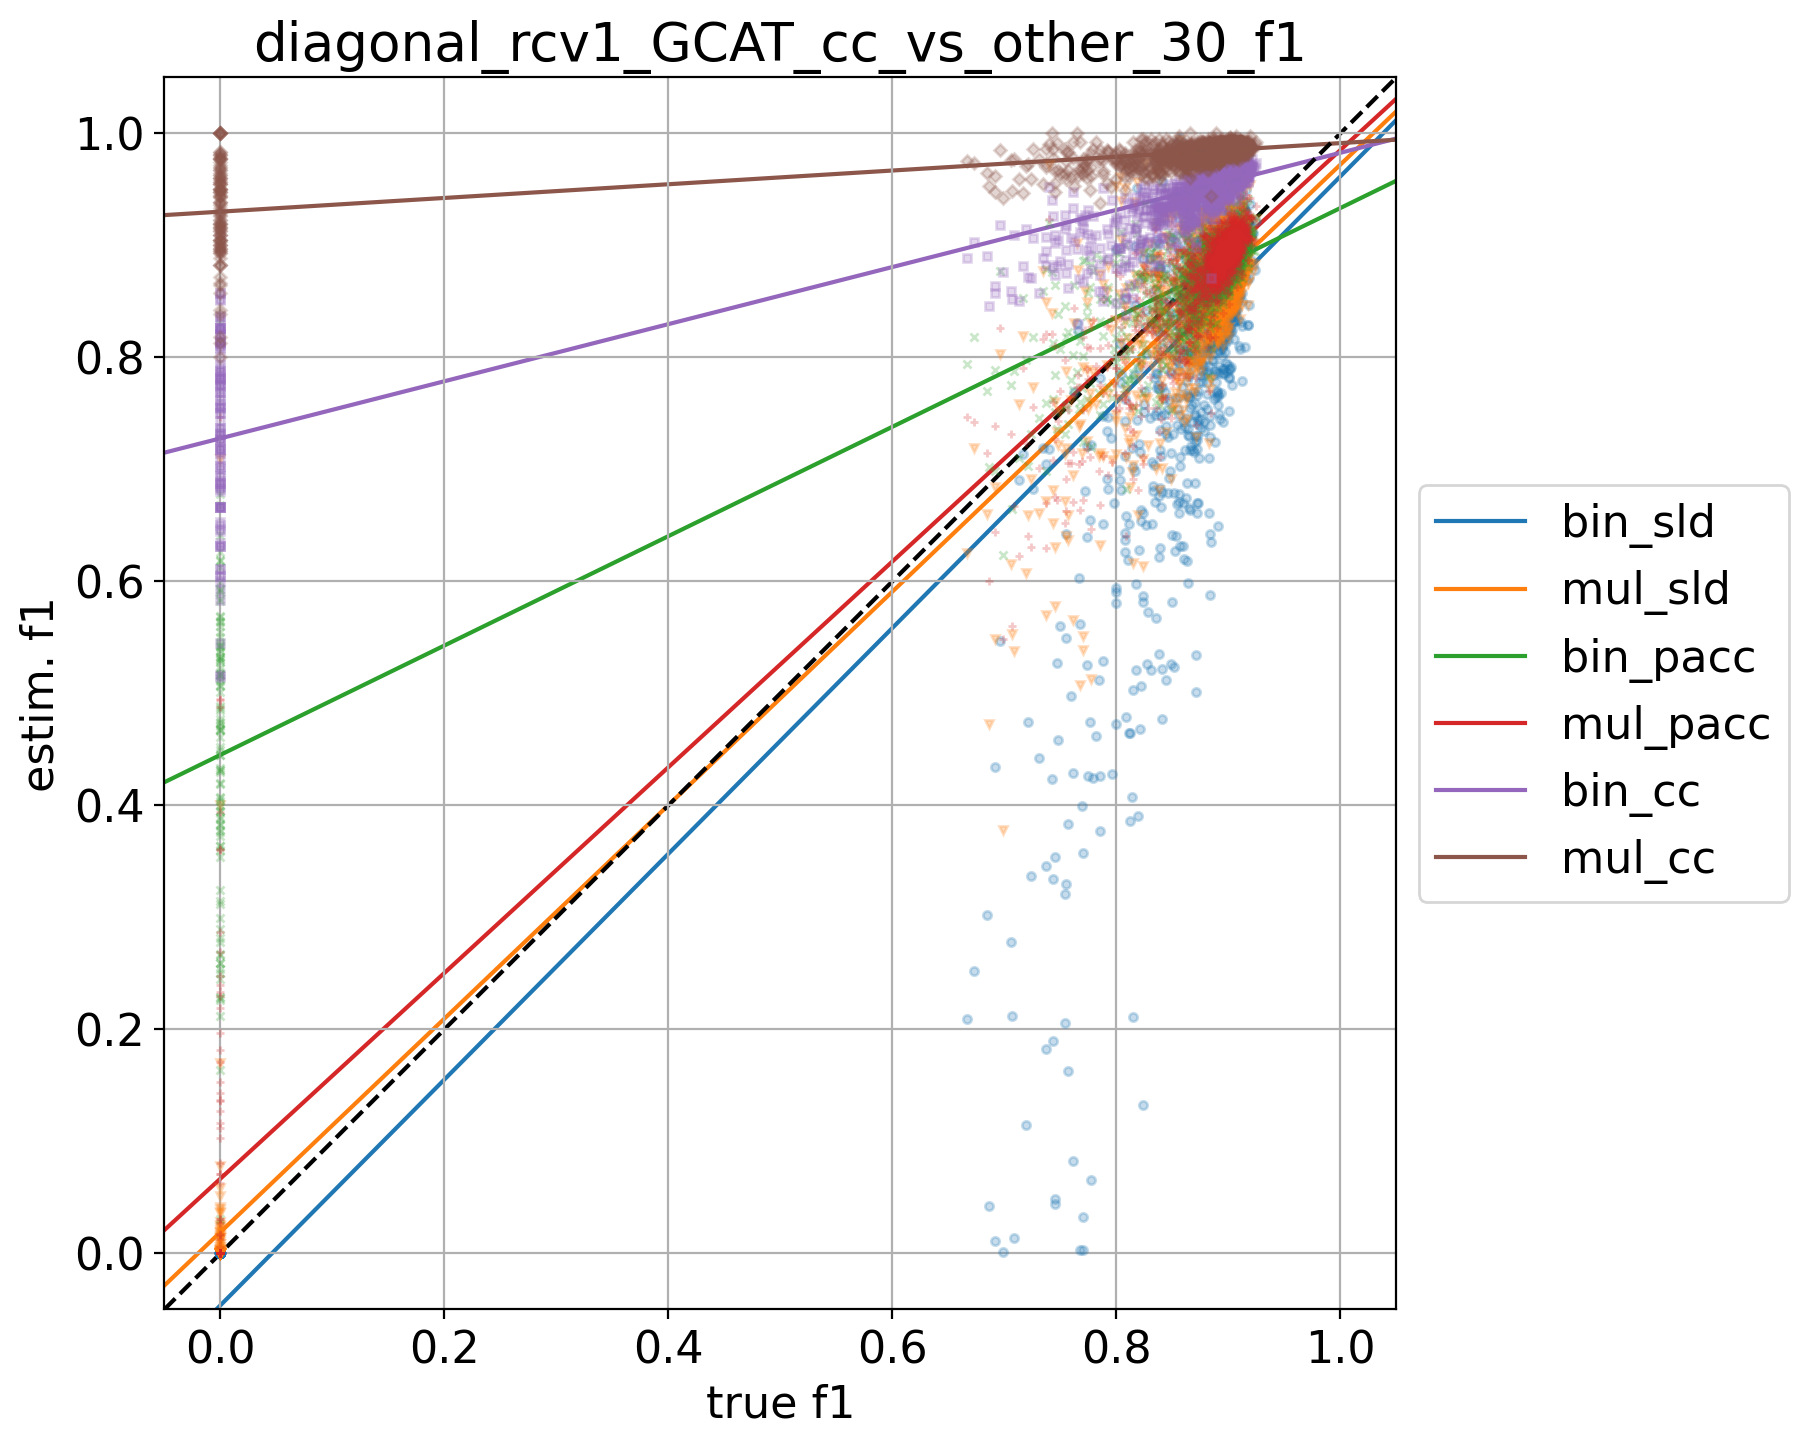 diagonal_rcv1_GCAT_cc_vs_other_30_f1
1.0
0.8
0.6
0.4
0.2
0.0
estim. f1
0.0 0.2 0.4 0.6 0.8 1.0
true f1
bin_sld
mul_sld
bin_pacc
mul_pacc
bin_cc
mul_cc